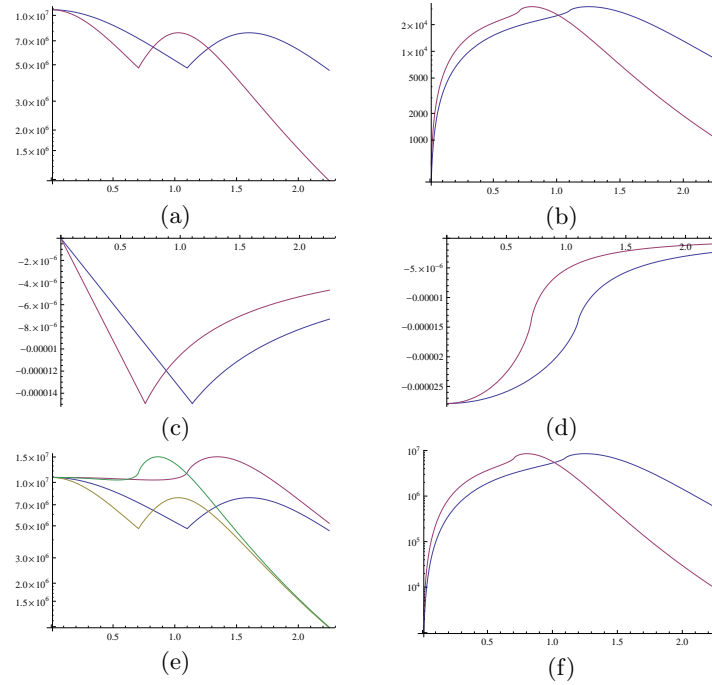 1.0×10⁷
7.0×10⁶
5.0×10⁶
3.0×10⁶
2.0×10⁶
1.5×10⁶
0.5 1.0 1.5 2.0
(a)
2×10⁴
1×10⁴
5000
2000
1000
0.5 1.0 1.5 2.0
(b)
0.5 1.0 1.5 2.0
−2.×10⁻⁶
−4.×10⁻⁶
−6.×10⁻⁶
−8.×10⁻⁶
−0.00001
−0.000012
−0.000014
(c)
0.5 1.0 1.5 2.0
−5.×10⁻⁶
−0.00001
−0.000015
−0.00002
−0.000025
(d)
1.5×10⁷
1.0×10⁷
7.0×10⁶
5.0×10⁶
3.0×10⁶
2.0×10⁶
1.5×10⁶
0.5 1.0 1.5 2.0
(e)
10⁷
10⁶
10⁵
10⁴
0.5 1.0 1.5 2.0
(f)